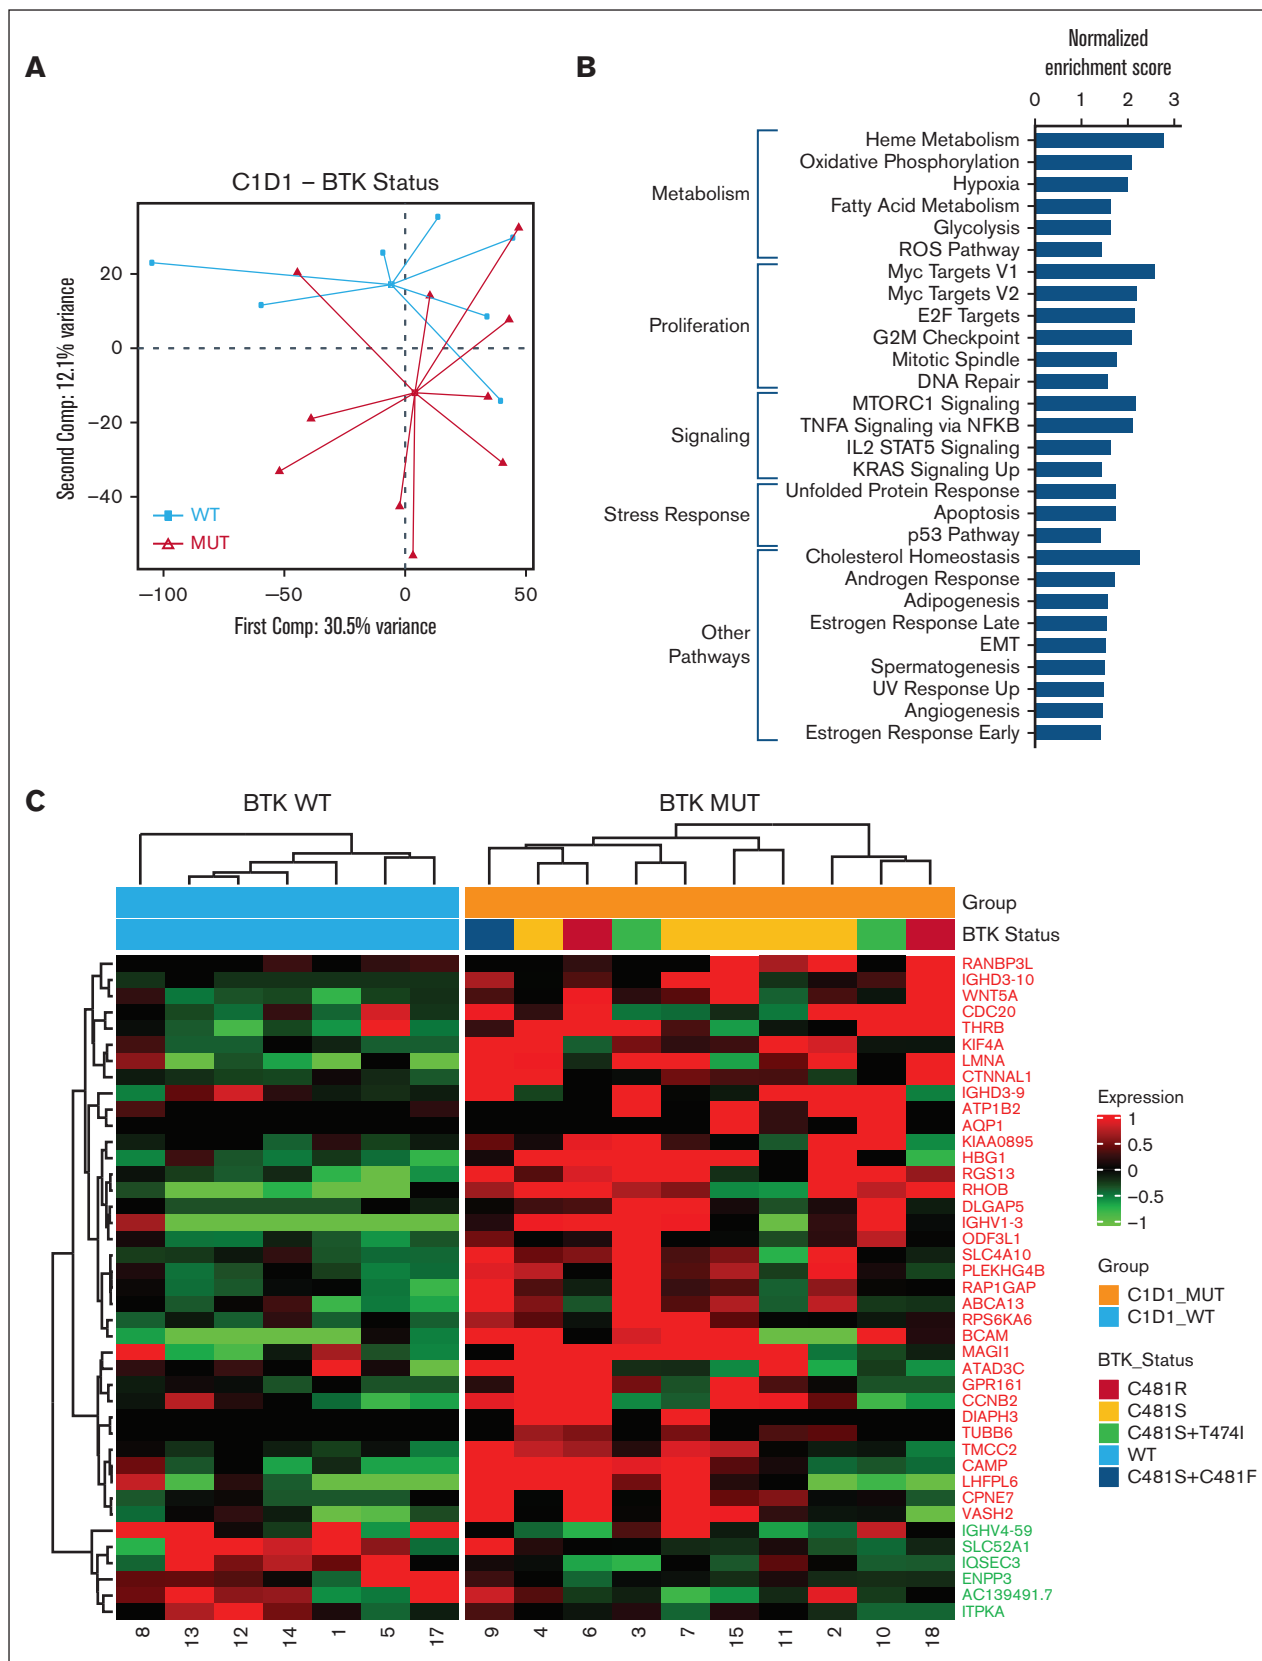 A
C1D1 – BTK Status
Second Comp: 12.1% variance
20
0
−20
−40
WT
MUT
−100
−50
0
50
First Comp: 30.5% variance
B
Normalized
enrichment score
0
1
2
3
Metabolism
Heme Metabolism
Oxidative Phosphorylation
Hypoxia
Fatty Acid Metabolism
Glycolysis
ROS Pathway
Proliferation
Myc Targets V1
Myc Targets V2
E2F Targets
G2M Checkpoint
Mitotic Spindle
DNA Repair
Signaling
MTORC1 Signaling
TNFA Signaling via NFKB
IL2 STAT5 Signaling
KRAS Signaling Up
Stress Response
Unfolded Protein Response
Apoptosis
p53 Pathway
Other
Pathways
Cholesterol Homeostasis
Androgen Response
Adipogenesis
Estrogen Response Late
EMT
Spermatogenesis
UV Response Up
Angiogenesis
Estrogen Response Early
C
BTK WT
BTK MUT
Group
BTK Status
RANBP3L
IGHD3-10
WNT5A
CDC20
THRB
KIF4A
LMNA
CTNNAL1
IGHD3-9
ATP1B2
AQP1
KIAA0895
HBG1
RGS13
RHOB
DLGAP5
IGHV1-3
ODF3L1
SLC4A10
PLEKHG4B
RAP1GAP
ABCA13
RPS6KA6
BCAM
MAGI1
ATAD3C
GPR161
CCNB2
DIAPH3
TUBB6
TMCC2
CAMP
LHFPL6
CPNE7
VASH2
IGHV4-59
SLC52A1
IQSEC3
ENPP3
AC139491.7
ITPKA
8
13
12
14
1
5
17
9
4
6
3
7
15
11
2
10
18
Expression
1
0.5
0
−0.5
−1
Group
C1D1_MUT
C1D1_WT
BTK_Status
C481R
C481S
C481S+T474I
WT
C481S+C481F